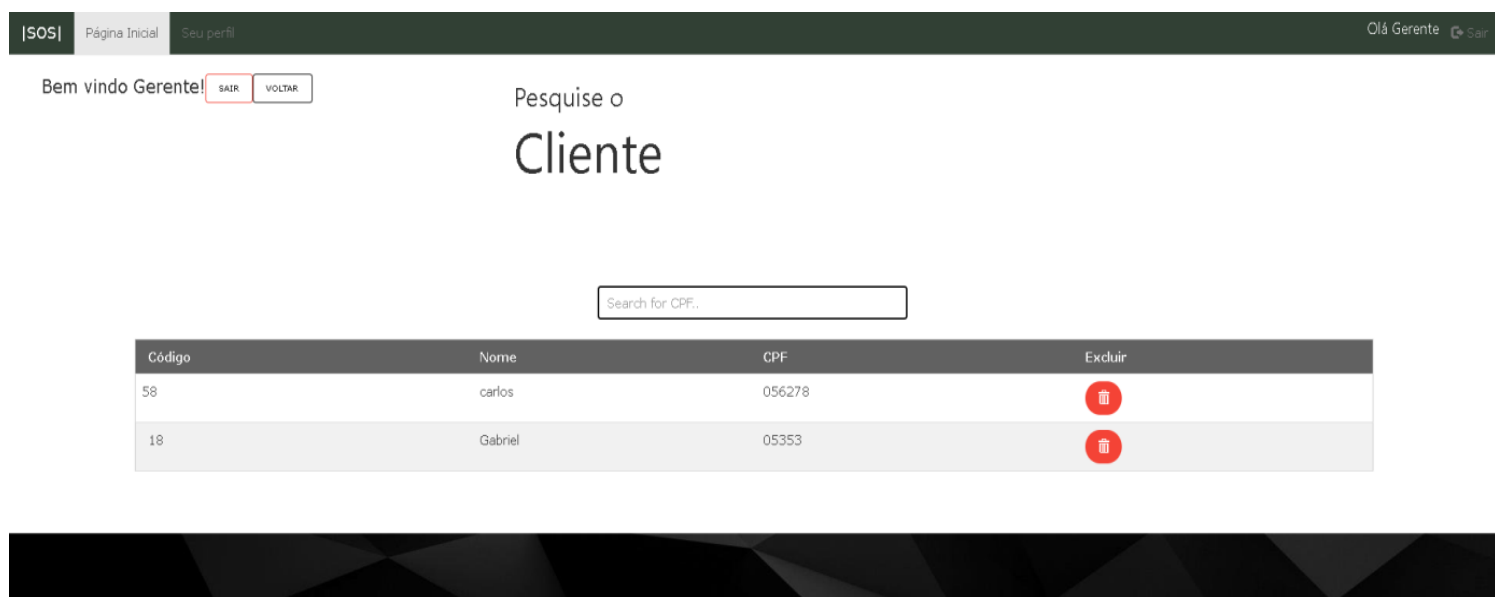 |SOS| Página Inicial Seu perfil Olá Gerente Sair
Bem vindo Gerente! SAIR VOLTAR
Pesquise o
Cliente
Search for CPF..
Código Nome CPF Excluir
58 carlos 056278
18 Gabriel 05353